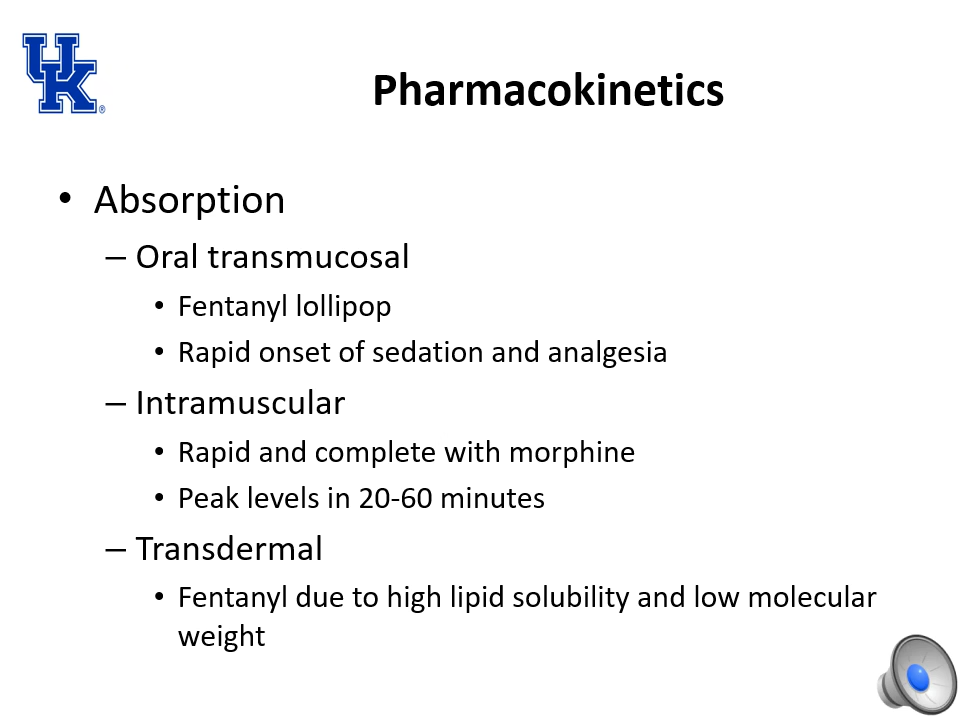 UK®
Pharmacokinetics
• Absorption
– Oral transmucosal
• Fentanyl lollipop
• Rapid onset of sedation and analgesia
– Intramuscular
• Rapid and complete with morphine
• Peak levels in 20-60 minutes
– Transdermal
• Fentanyl due to high lipid solubility and low molecular
weight